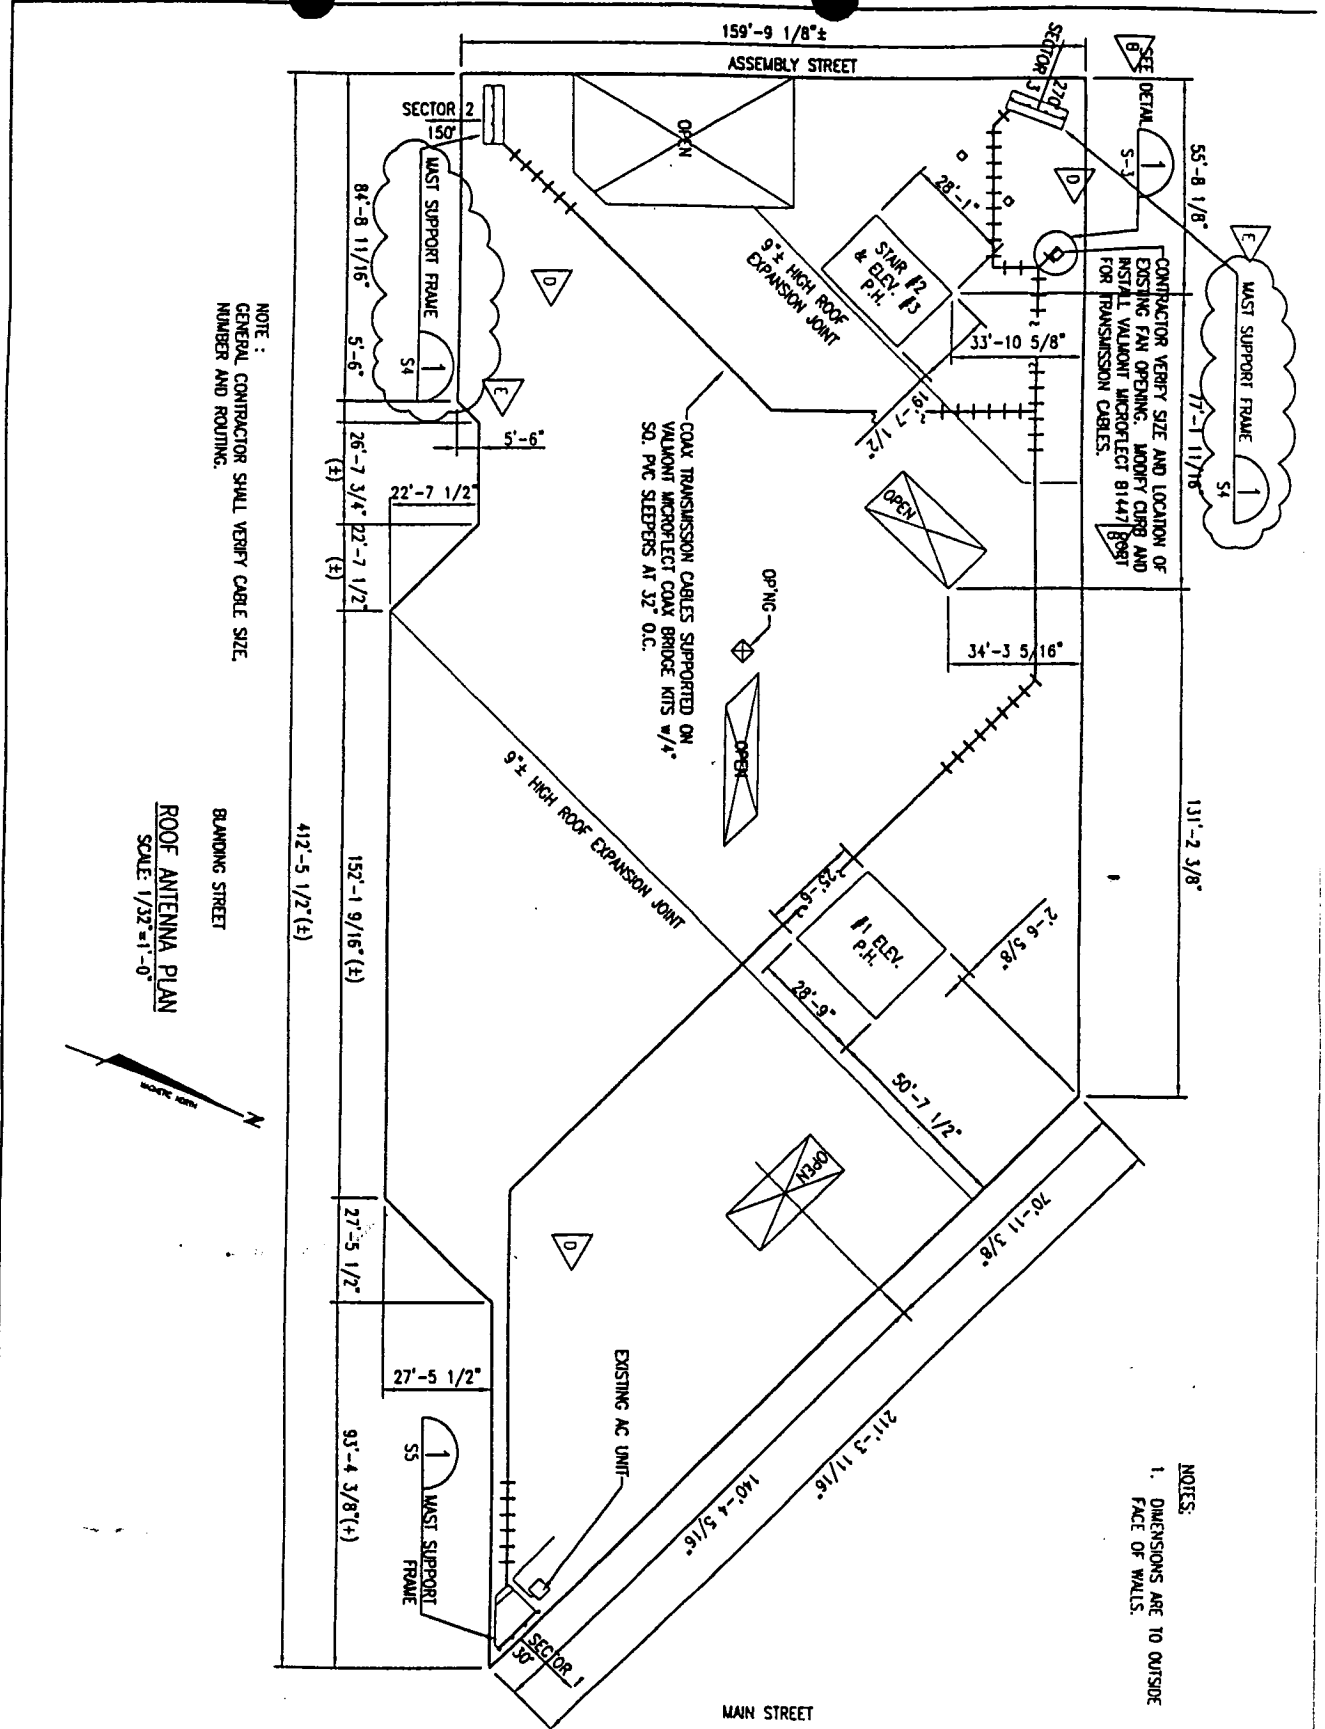 159'-9 1/8"±
ASSEMBLY STREET
SECTOR 3
270°
B
SEE DETAIL
1
S-3
D
55'-8 1/8"
E
MAST SUPPORT FRAME
1
S4
CONTRACTOR VERIFY SIZE AND LOCATION OF
EXISTING FAN OPENING. MODIFY CURB AND
INSTALL VALMONT MICROFLECT B1447 PORT
FOR TRANSMISSION CABLES.
B
77'-1 11/16"
131'-2 3/8"
SECTOR 2
150°
MAST SUPPORT FRAME
1
S4
E
OPEN
28'-1"
STAIR #2
& ELEV. #3
P.H.
9"± HIGH ROOF
EXPANSION JOINT
33'-10 5/8"
19'-7 1/2"
D
84'-8 11/16"
5'-6"
5'-6"
26'-7 3/4"
(±)
22'-7 1/2"
22'-7 1/2"
(±)
COAX TRANSMISSION CABLES SUPPORTED ON
VALMONT MICROFLECT COAX BRIDGE KITS w/4"
SQ. PVC SLEEPERS AT 32" O.C.
OPEN
OP'NG
34'-3 5/16"
OPEN
9"± HIGH ROOF EXPANSION JOINT
25'-6"
#1 ELEV.
P.H.
2'-6 5/8"
28'-9"
50'-7 1/2"
OPEN
70'-11 3/8"
211'-3 11/16"
140'-4 5/16"
D
152'-1 9/16"(±)
412'-5 1/2"(±)
27'-5 1/2"
27'-5 1/2"
93'-4 3/8"(+)
1
S5
MAST SUPPORT
FRAME
EXISTING AC UNIT
SECTOR 1
30°
MAIN STREET
NOTE :
GENERAL CONTRACTOR SHALL VERIFY CABLE SIZE,
NUMBER AND ROUTING.
BLANDING STREET
ROOF ANTENNA PLAN
SCALE: 1/32"=1'-0"
MAGNETIC NORTH
N
NOTES:
1. DIMENSIONS ARE TO OUTSIDE
FACE OF WALLS.